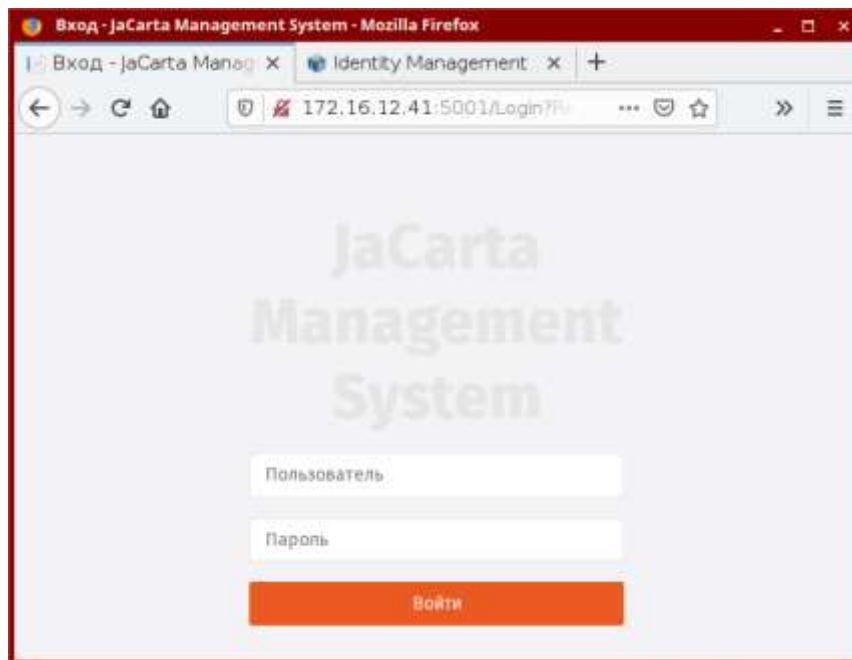 Вход - JaCarta Management System - Mozilla Firefox
Вход - JaCarta Manag
Identity Management
172.16.12.41:5001/Login?
JaCarta
Management
System
Пользователь
Пароль
Войти